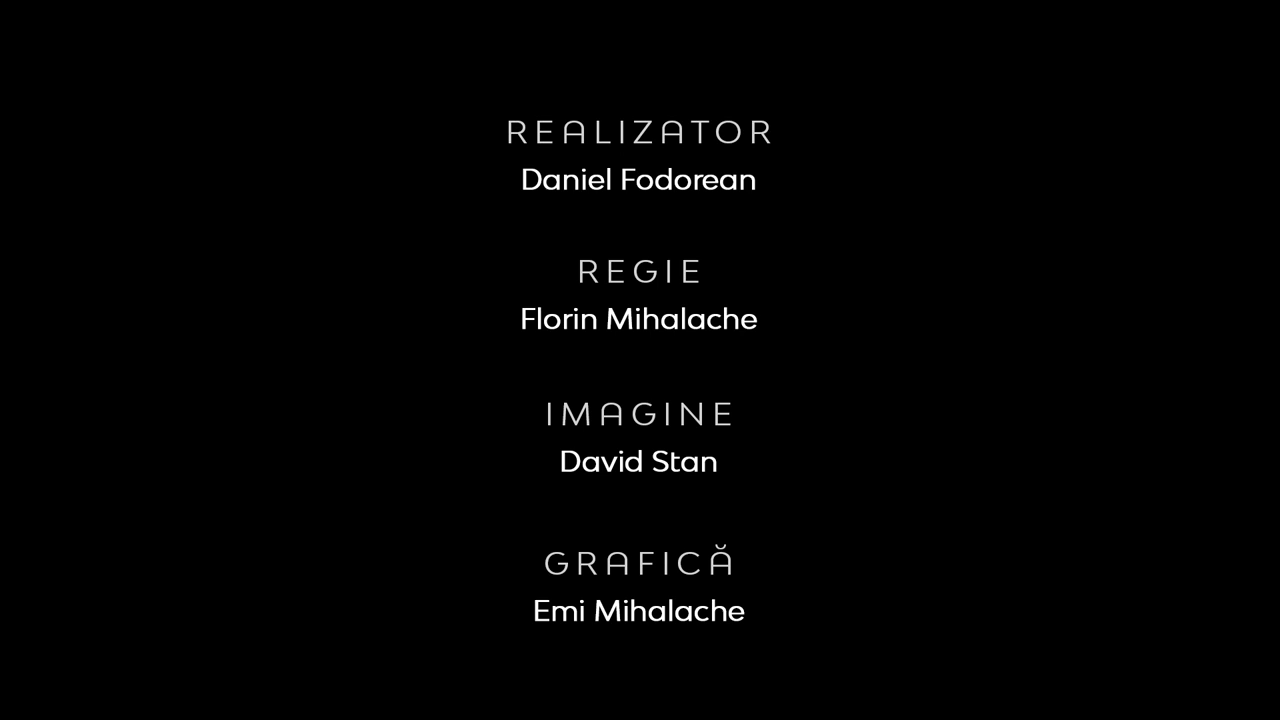 REALIZATOR
Daniel Fodorean
REGIE
Florin Mihalache
IMAGINE
David Stan
GRAFICĂ
Emi Mihalache